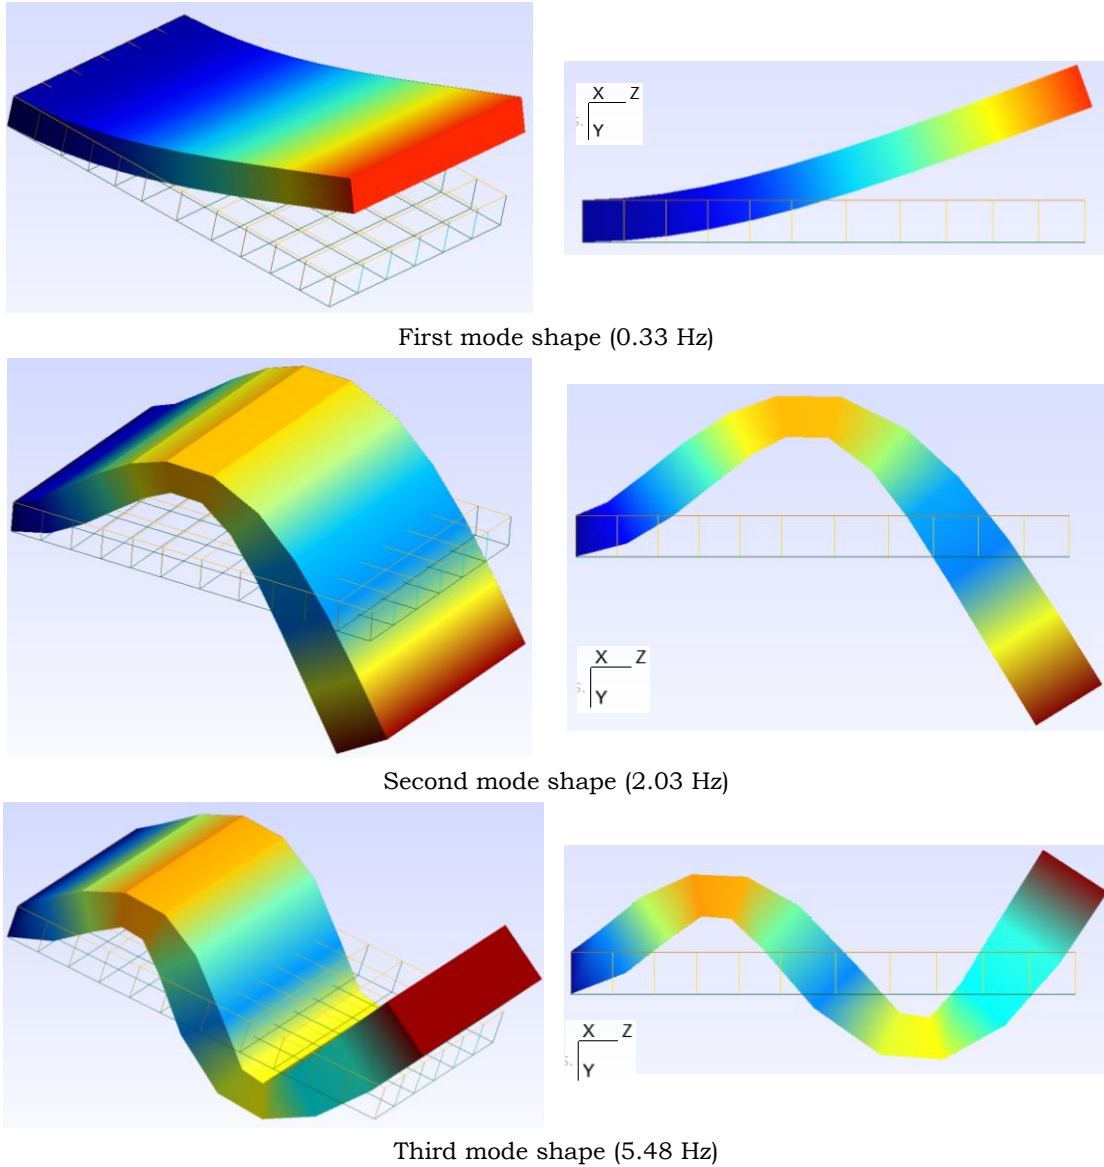 X Z
s.
Y
First mode shape (0.33 Hz)
X Z
s.
Y
Second mode shape (2.03 Hz)
X Z
s.
Y
Third mode shape (5.48 Hz)